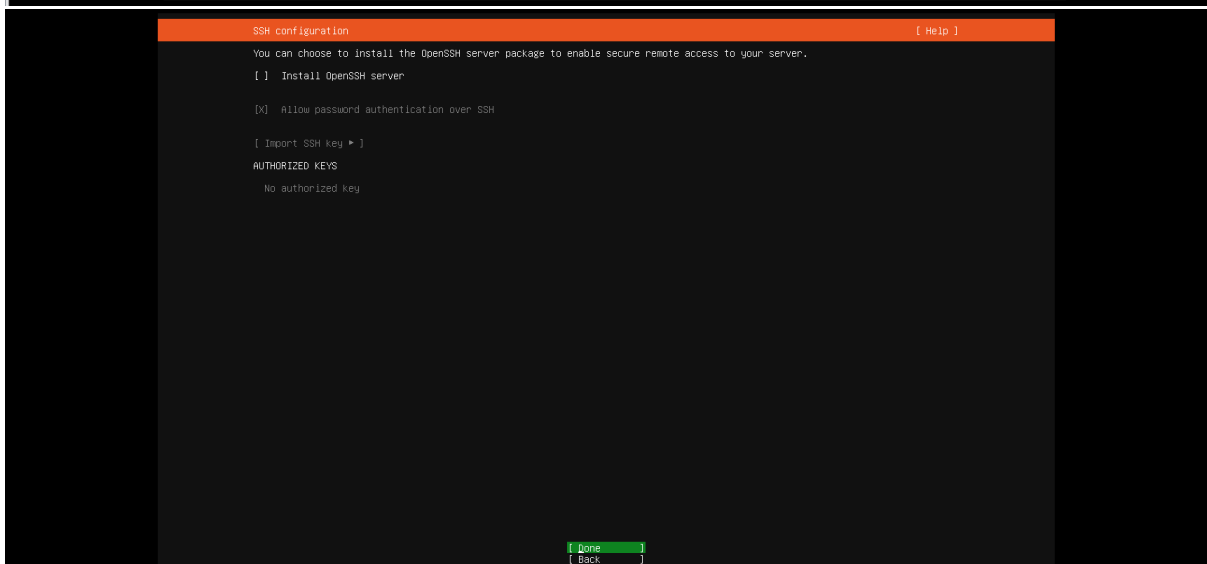 SSH configuration [ Help ]
You can choose to install the OpenSSH server package to enable secure remote access to your server.
[ ] Install OpenSSH server
[X] Allow password authentication over SSH
[ Import SSH key ► ]
AUTHORIZED KEYS
No authorized key
[ Done ]
[ Back ]